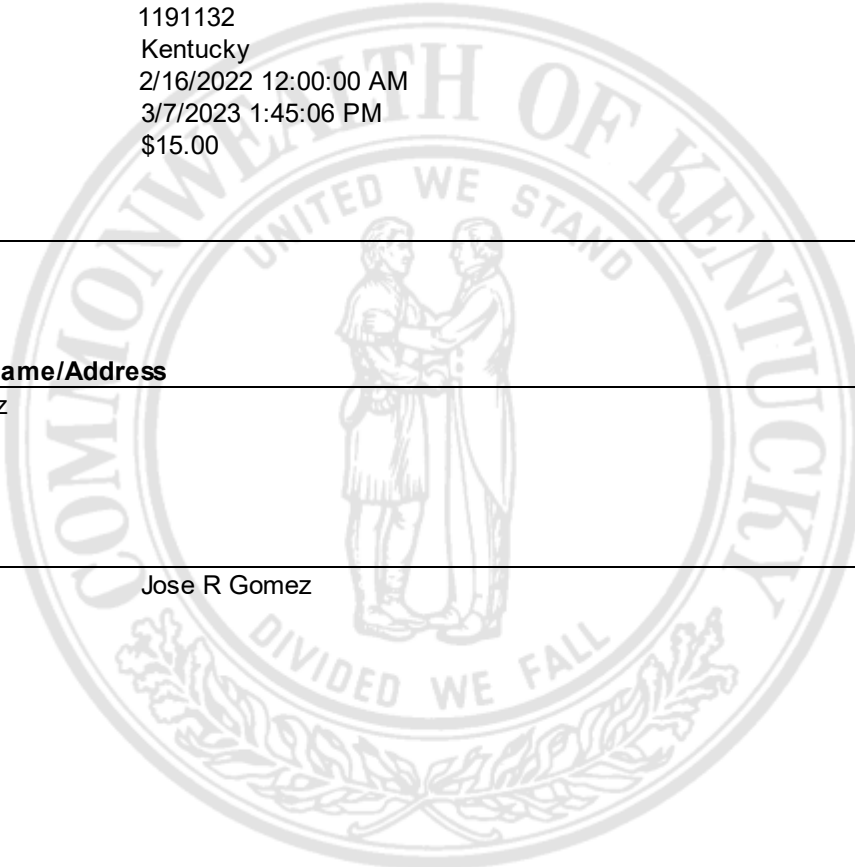 1191132
Kentucky
2/16/2022 12:00:00 AM
3/7/2023 1:45:06 PM
$15.00
COMMONWEALTH OF KENTUCKY
UNITED WE STAND
ame/Address
z
Jose R Gomez
DIVIDED WE FALL